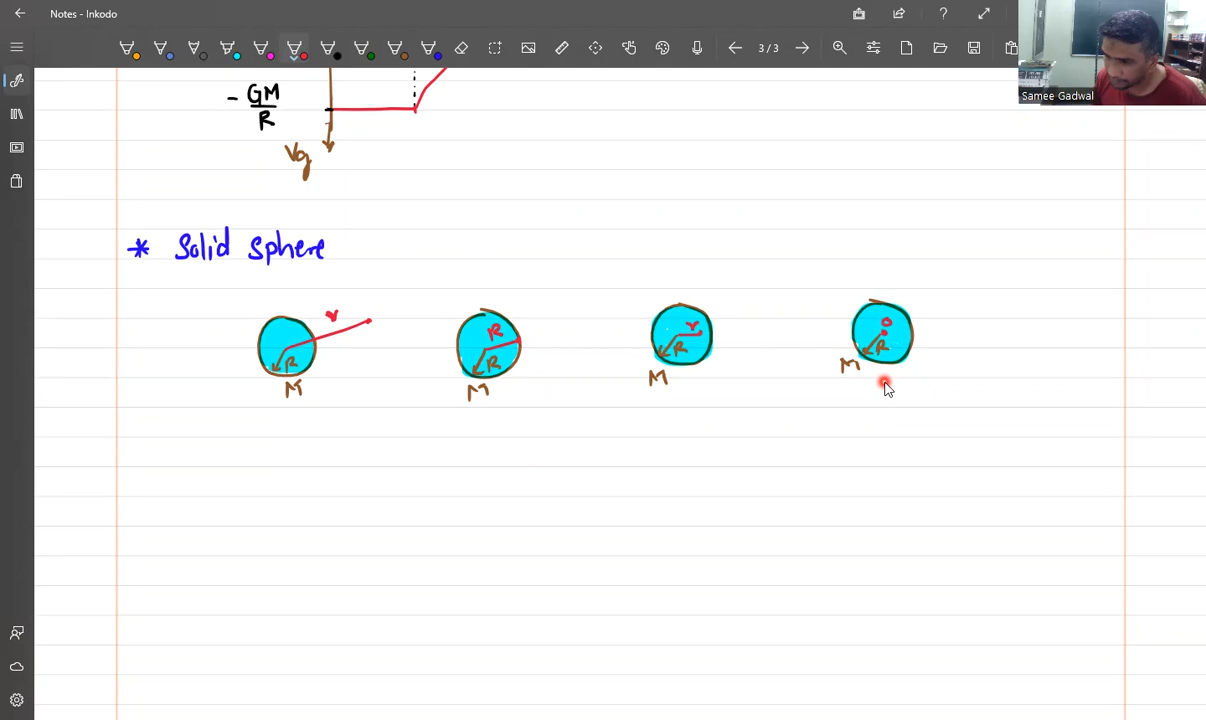 Notes - Inkodo
3/3
Samee Gadwal
- GM
R
Vg
* Solid Sphere
r
R
M
R
R
M
r
R
M
O
R
M